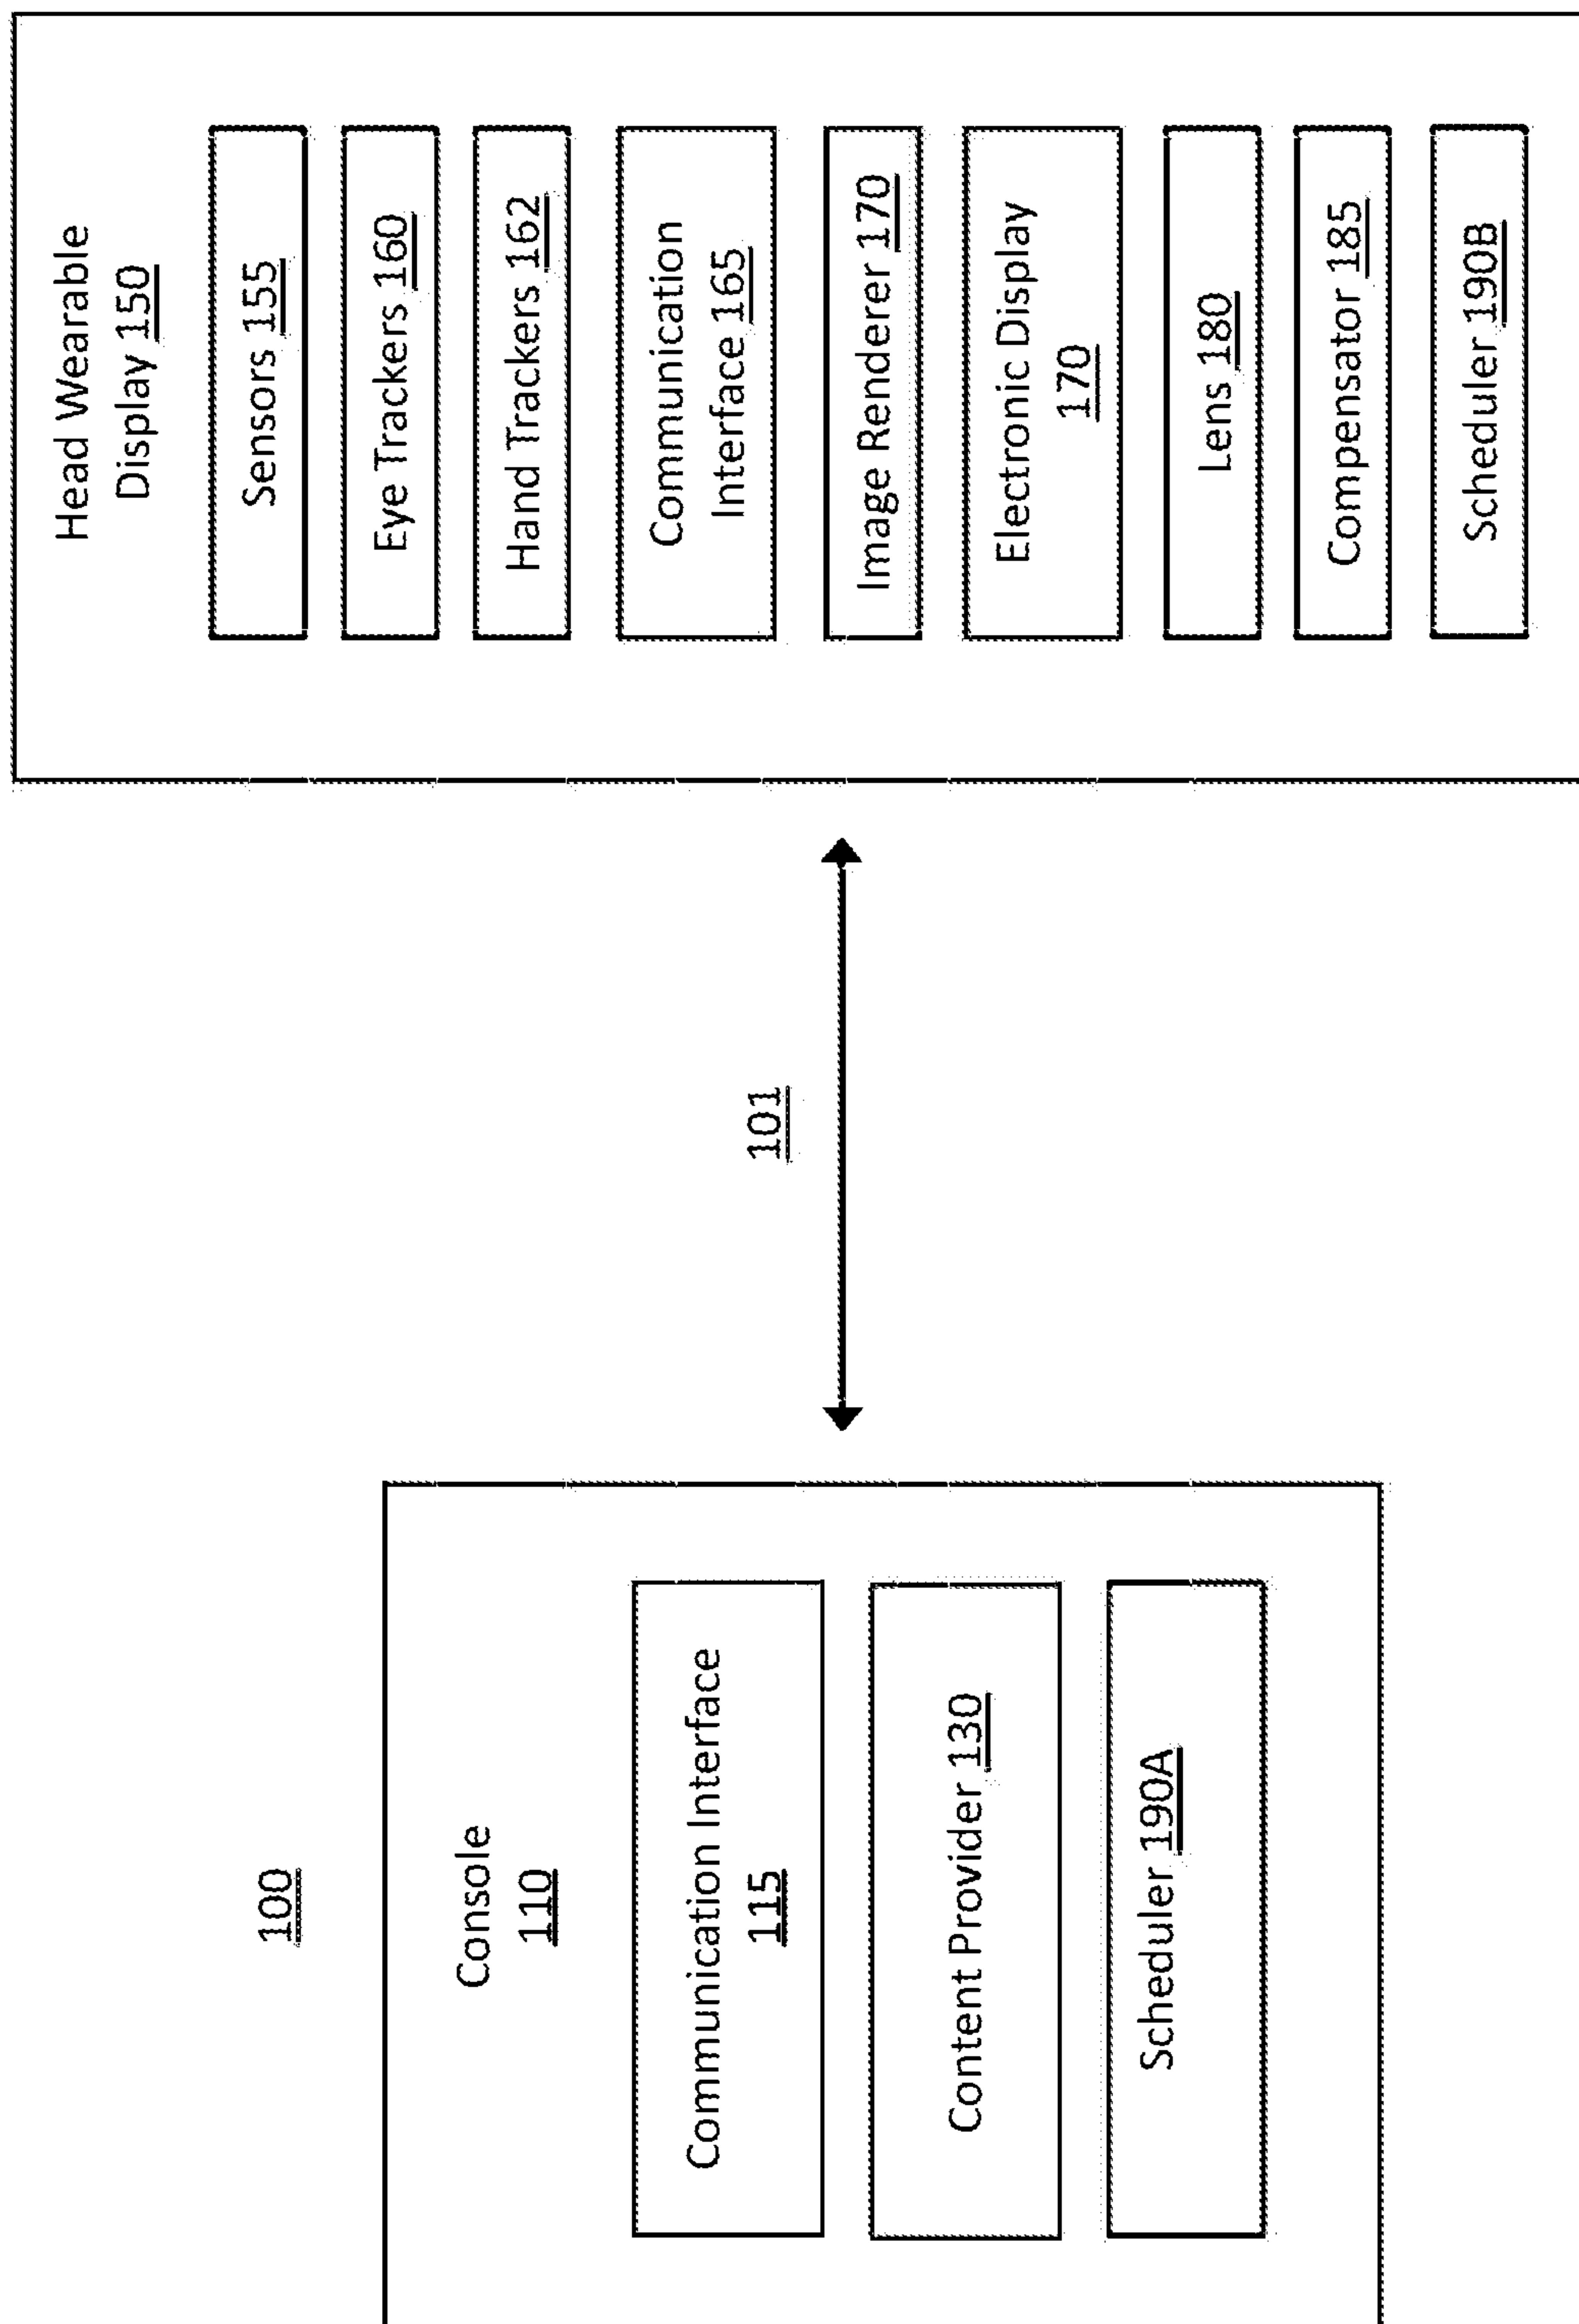 100
Console
110
Communication Interface
115
Content Provider 130
Scheduler 190A
101
Head Wearable
Display 150
Sensors 155
Eye Trackers 160
Hand Trackers 162
Communication
Interface 165
Image Renderer 170
Electronic Display
170
Lens 180
Compensator 185
Scheduler 190B